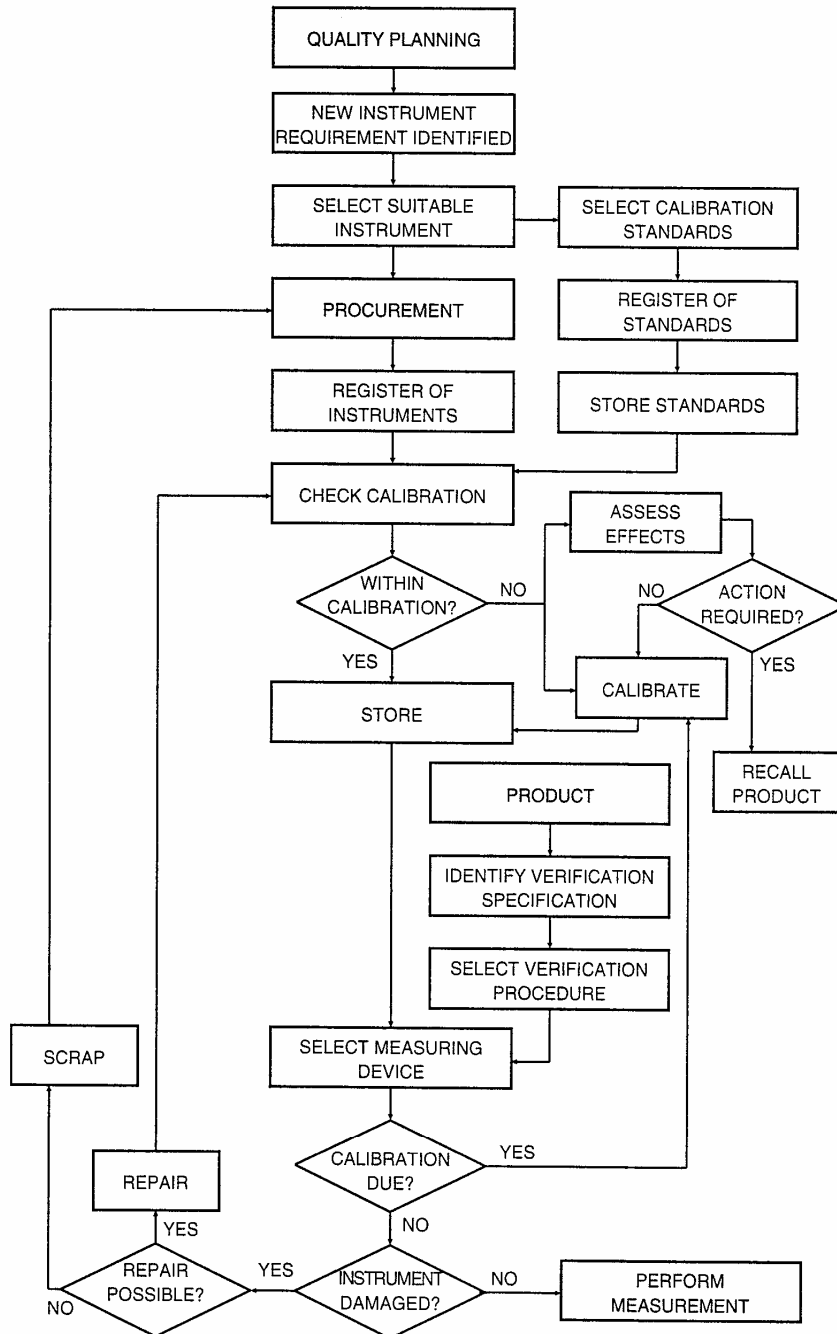 QUALITY PLANNING
NEW INSTRUMENT
REQUIREMENT IDENTIFIED
SELECT SUITABLE
INSTRUMENT
SELECT CALIBRATION
STANDARDS
PROCUREMENT
REGISTER OF
STANDARDS
REGISTER OF
INSTRUMENTS
STORE STANDARDS
CHECK CALIBRATION
ASSESS
EFFECTS
WITHIN
CALIBRATION?
NO
NO
ACTION
REQUIRED?
YES
YES
CALIBRATE
STORE
RECALL
PRODUCT
PRODUCT
IDENTIFY VERIFICATION
SPECIFICATION
SELECT VERIFICATION
PROCEDURE
SELECT MEASURING
DEVICE
SCRAP
CALIBRATION
DUE?
YES
REPAIR
NO
YES
REPAIR
POSSIBLE?
NO
YES
INSTRUMENT
DAMAGED?
NO
PERFORM
MEASUREMENT